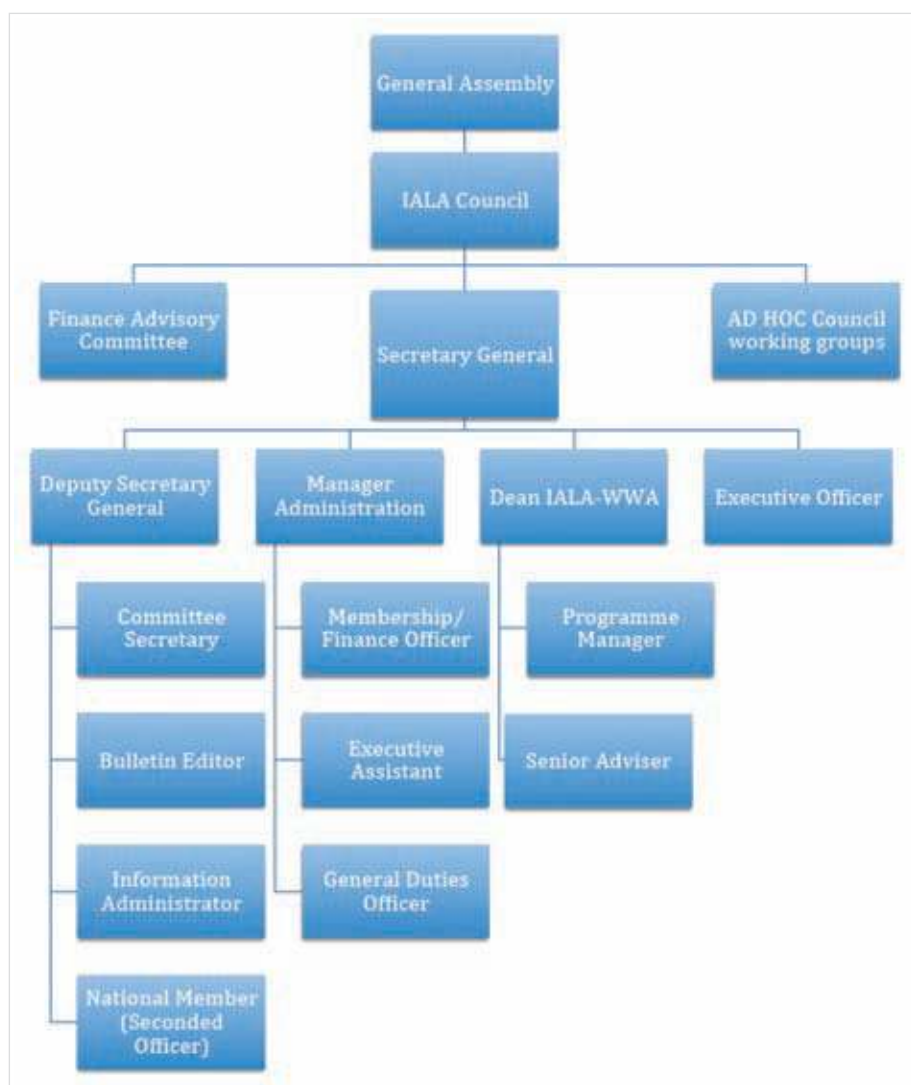 General Assembly
IALA Council
Finance Advisory
Committee
Secretary General
AD HOC Council
working groups
Deputy Secretary
General
Manager
Administration
Dean IALA-WWA
Executive Officer
Committee
Secretary
Membership/
Finance Officer
Programme
Manager
Bulletin Editor
Executive
Assistant
Senior Adviser
Information
Administrator
General Duties
Officer
National Member
(Seconded
Officer)